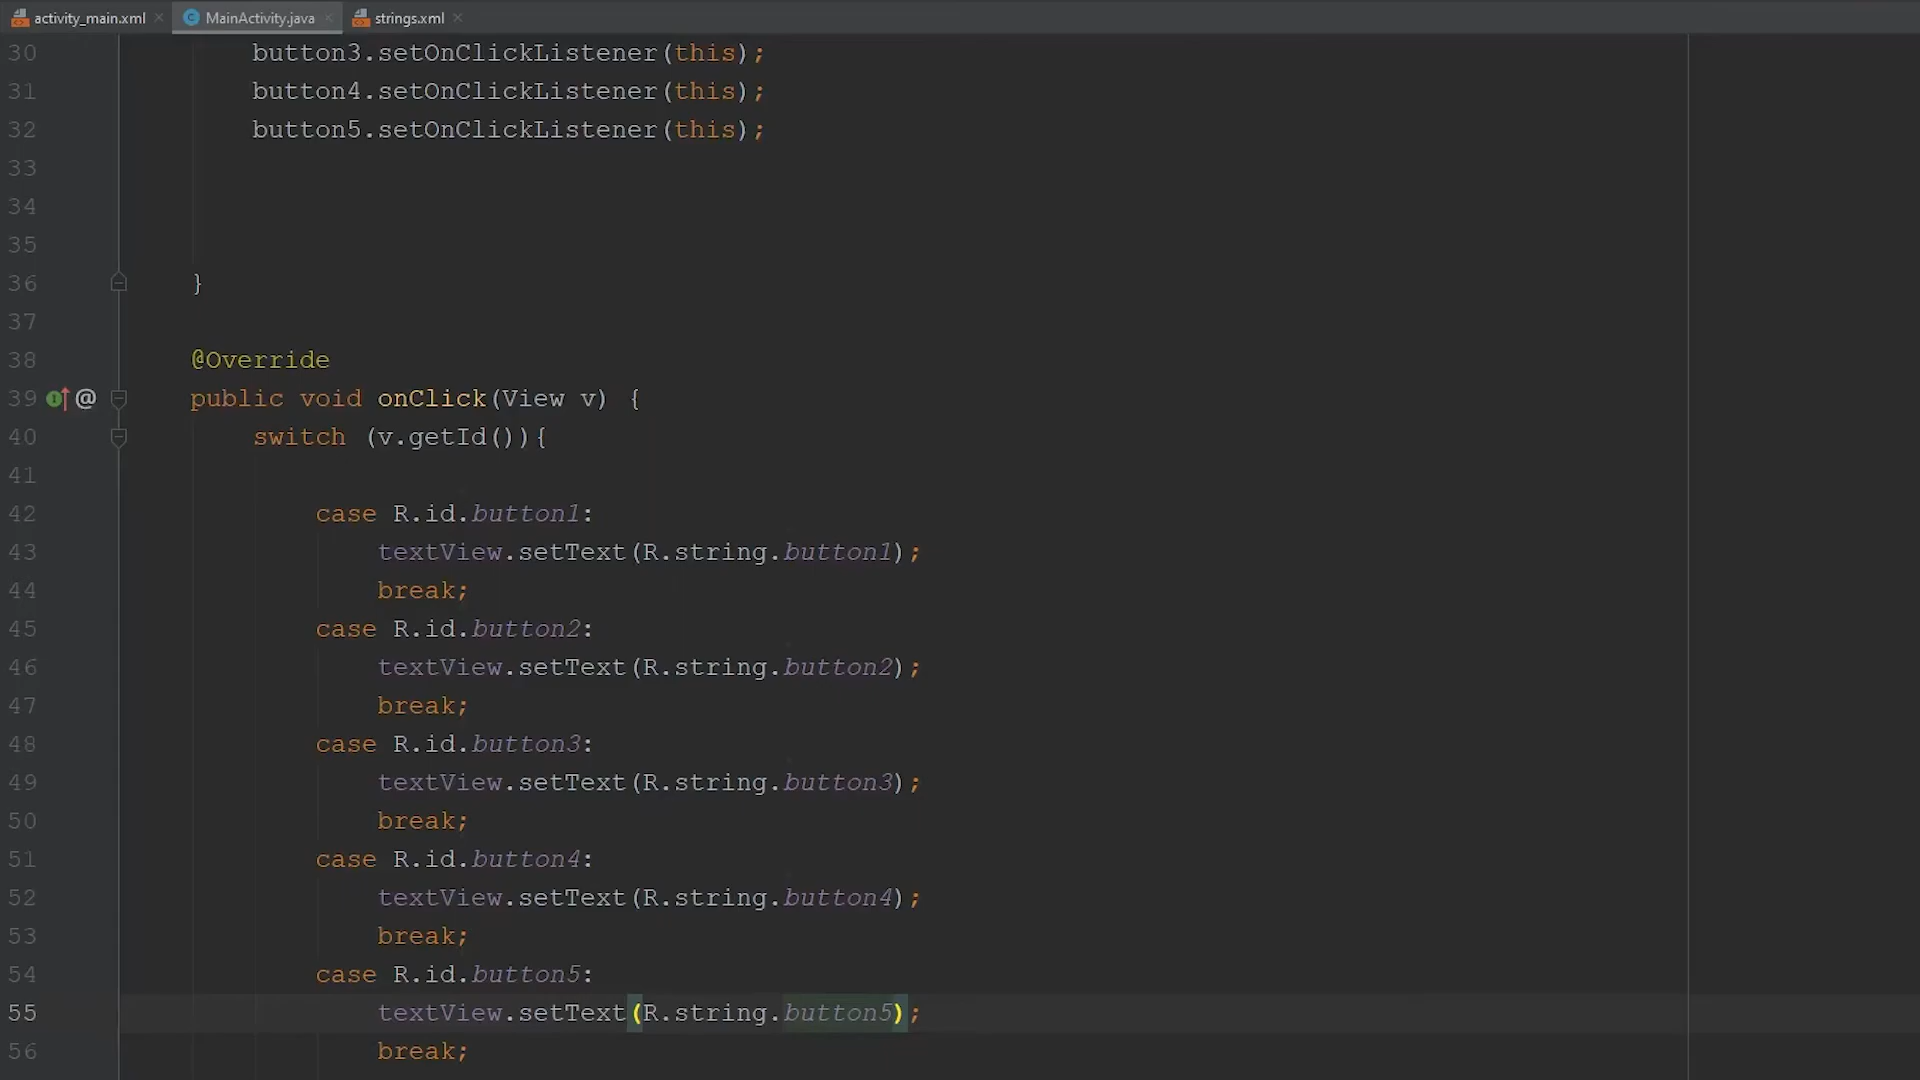 activity_main.xml MainActivity.java strings.xml
30 button3.setOnClickListener(this);
31 button4.setOnClickListener(this);
32 button5.setOnClickListener(this);
33
34
35
36 }
37
38 @Override
39 @ public void onClick(View v) {
40 switch (v.getId()){
41
42 case R.id.button1:
43 textView.setText(R.string.button1);
44 break;
45 case R.id.button2:
46 textView.setText(R.string.button2);
47 break;
48 case R.id.button3:
49 textView.setText(R.string.button3);
50 break;
51 case R.id.button4:
52 textView.setText(R.string.button4);
53 break;
54 case R.id.button5:
55 textView.setText(R.string.button5);
56 break;